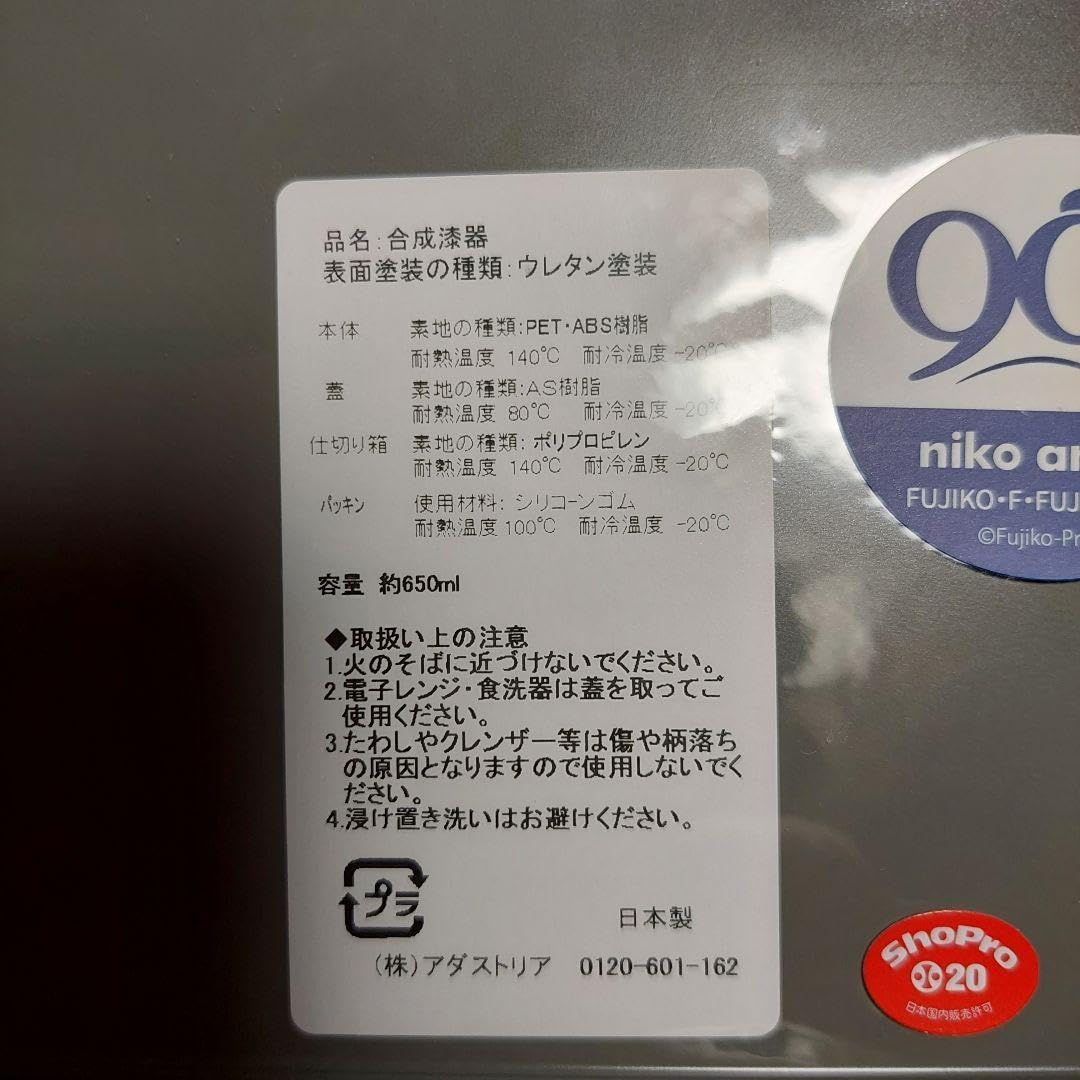 品名:合成漆器
表面塗装の種類:ウレタン塗装
本体 素地の種類:PET・ABS樹脂
耐熱温度 140℃ 耐冷温度 -20℃
蓋 素地の種類:AS樹脂
耐熱温度 80℃ 耐冷温度 -20℃
仕切り箱 素地の種類: ポリプロピレン
耐熱温度 140℃ 耐冷温度 -20℃
パッキン 使用材料: シリコーンゴム
耐熱温度 100℃ 耐冷温度 -20℃
容量 約650ml
◆取扱い上の注意
1.火のそばに近づけないでください。
2.電子レンジ・食洗器は蓋を取ってご
使用ください。
3.たわしやクレンザー等は傷や柄落ち
の原因となりますので使用しないでく
ださい。
4.浸け置き洗いはお避けください。
プラ
日本製
(株)アダストリア 0120-601-162
90
niko an
FUJIKO・F・FUJ
©Fujiko-Pr
ShoPro
20
日本国内販売許可